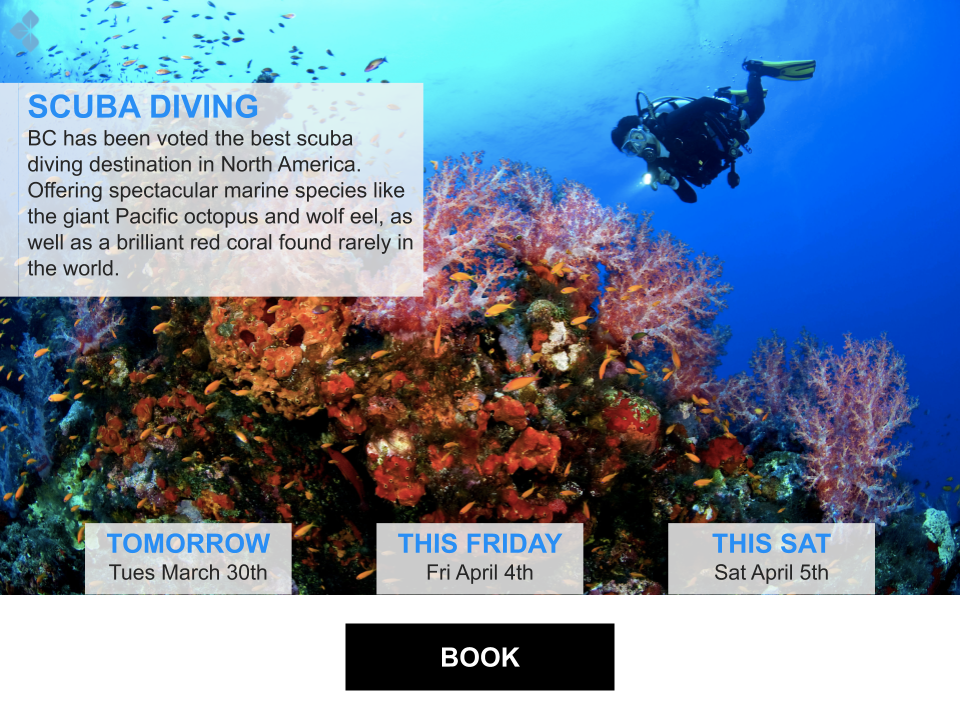 SCUBA DIVING
BC has been voted the best scuba
diving destination in North America.
Offering spectacular marine species like
the giant Pacific octopus and wolf eel, as
well as a brilliant red coral found rarely in
the world.
TOMORROW
Tues March 30th
THIS FRIDAY
Fri April 4th
THIS SAT
Sat April 5th
BOOK